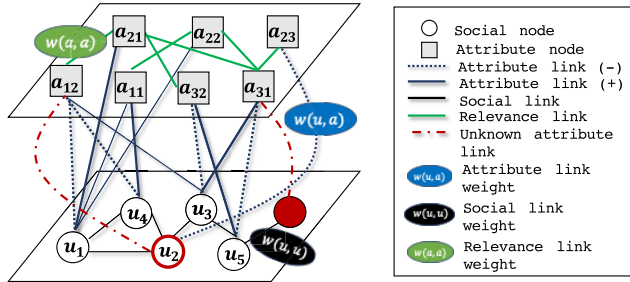 a21 a22 a23
w(a, a)
a12 a11 a32 a31
w(u, a)
u4 u3
u1 u2 u5
w(u, u)
Social node
Attribute node
Attribute link (-)
Attribute link (+)
Social link
Relevance link
Unknown attribute
link
w(u, a) Attribute link
weight
w(u, u) Social link
weight
w(a, a) Relevance link
weight